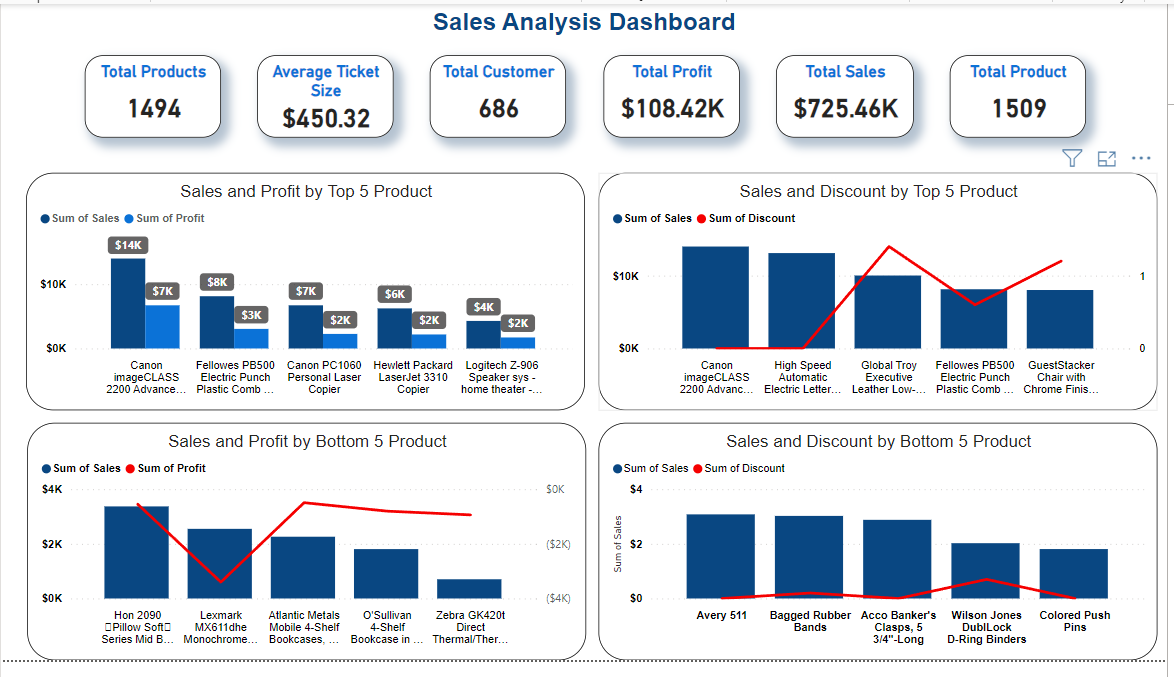 Sales Analysis Dashboard
Total Products
1494
Average Ticket
Size
$450.32
Total Customer
686
Total Profit
$108.42K
Total Sales
$725.46K
Total Product
1509
Sales and Profit by Top 5 Product
Sum of Sales Sum of Profit
$10K
$0K
$14K
$7K
$8K
$3K
$7K
$2K
$6K
$2K
$4K
$2K
Canon
imageCLASS
2200 Advance...
Fellowes PB500
Electric Punch
Plastic Comb ...
Canon PC1060
Personal Laser
Copier
Hewlett Packard
LaserJet 3310
Copier
Logitech Z-906
Speaker sys -
home theater -...
Sales and Discount by Top 5 Product
Sum of Sales Sum of Discount
$10K
$0K
1
0
Canon
imageCLASS
2200 Advanc...
High Speed
Automatic
Electric Letter...
Global Troy
Executive
Leather Low-...
Fellowes PB500
Electric Punch
Plastic Comb ...
GuestStacker
Chair with
Chrome Finis...
Sales and Profit by Bottom 5 Product
Sum of Sales Sum of Profit
$4K
$2K
$0K
$0K
($2K)
($4K)
Hon 2090
▯Pillow Soft▯
Series Mid B...
Lexmark
MX611dhe
Monochrome...
Atlantic Metals
Mobile 4-Shelf
Bookcases, ...
O'Sullivan
4-Shelf
Bookcase in ...
Zebra GK420t
Direct
Thermal/Ther...
Sales and Discount by Bottom 5 Product
Sum of Sales Sum of Discount
Sum of Sales
$4
$2
$0
Avery 511
Bagged Rubber
Bands
Acco Banker's
Clasps, 5
3/4"-Long
Wilson Jones
DublLock
D-Ring Binders
Colored Push
Pins